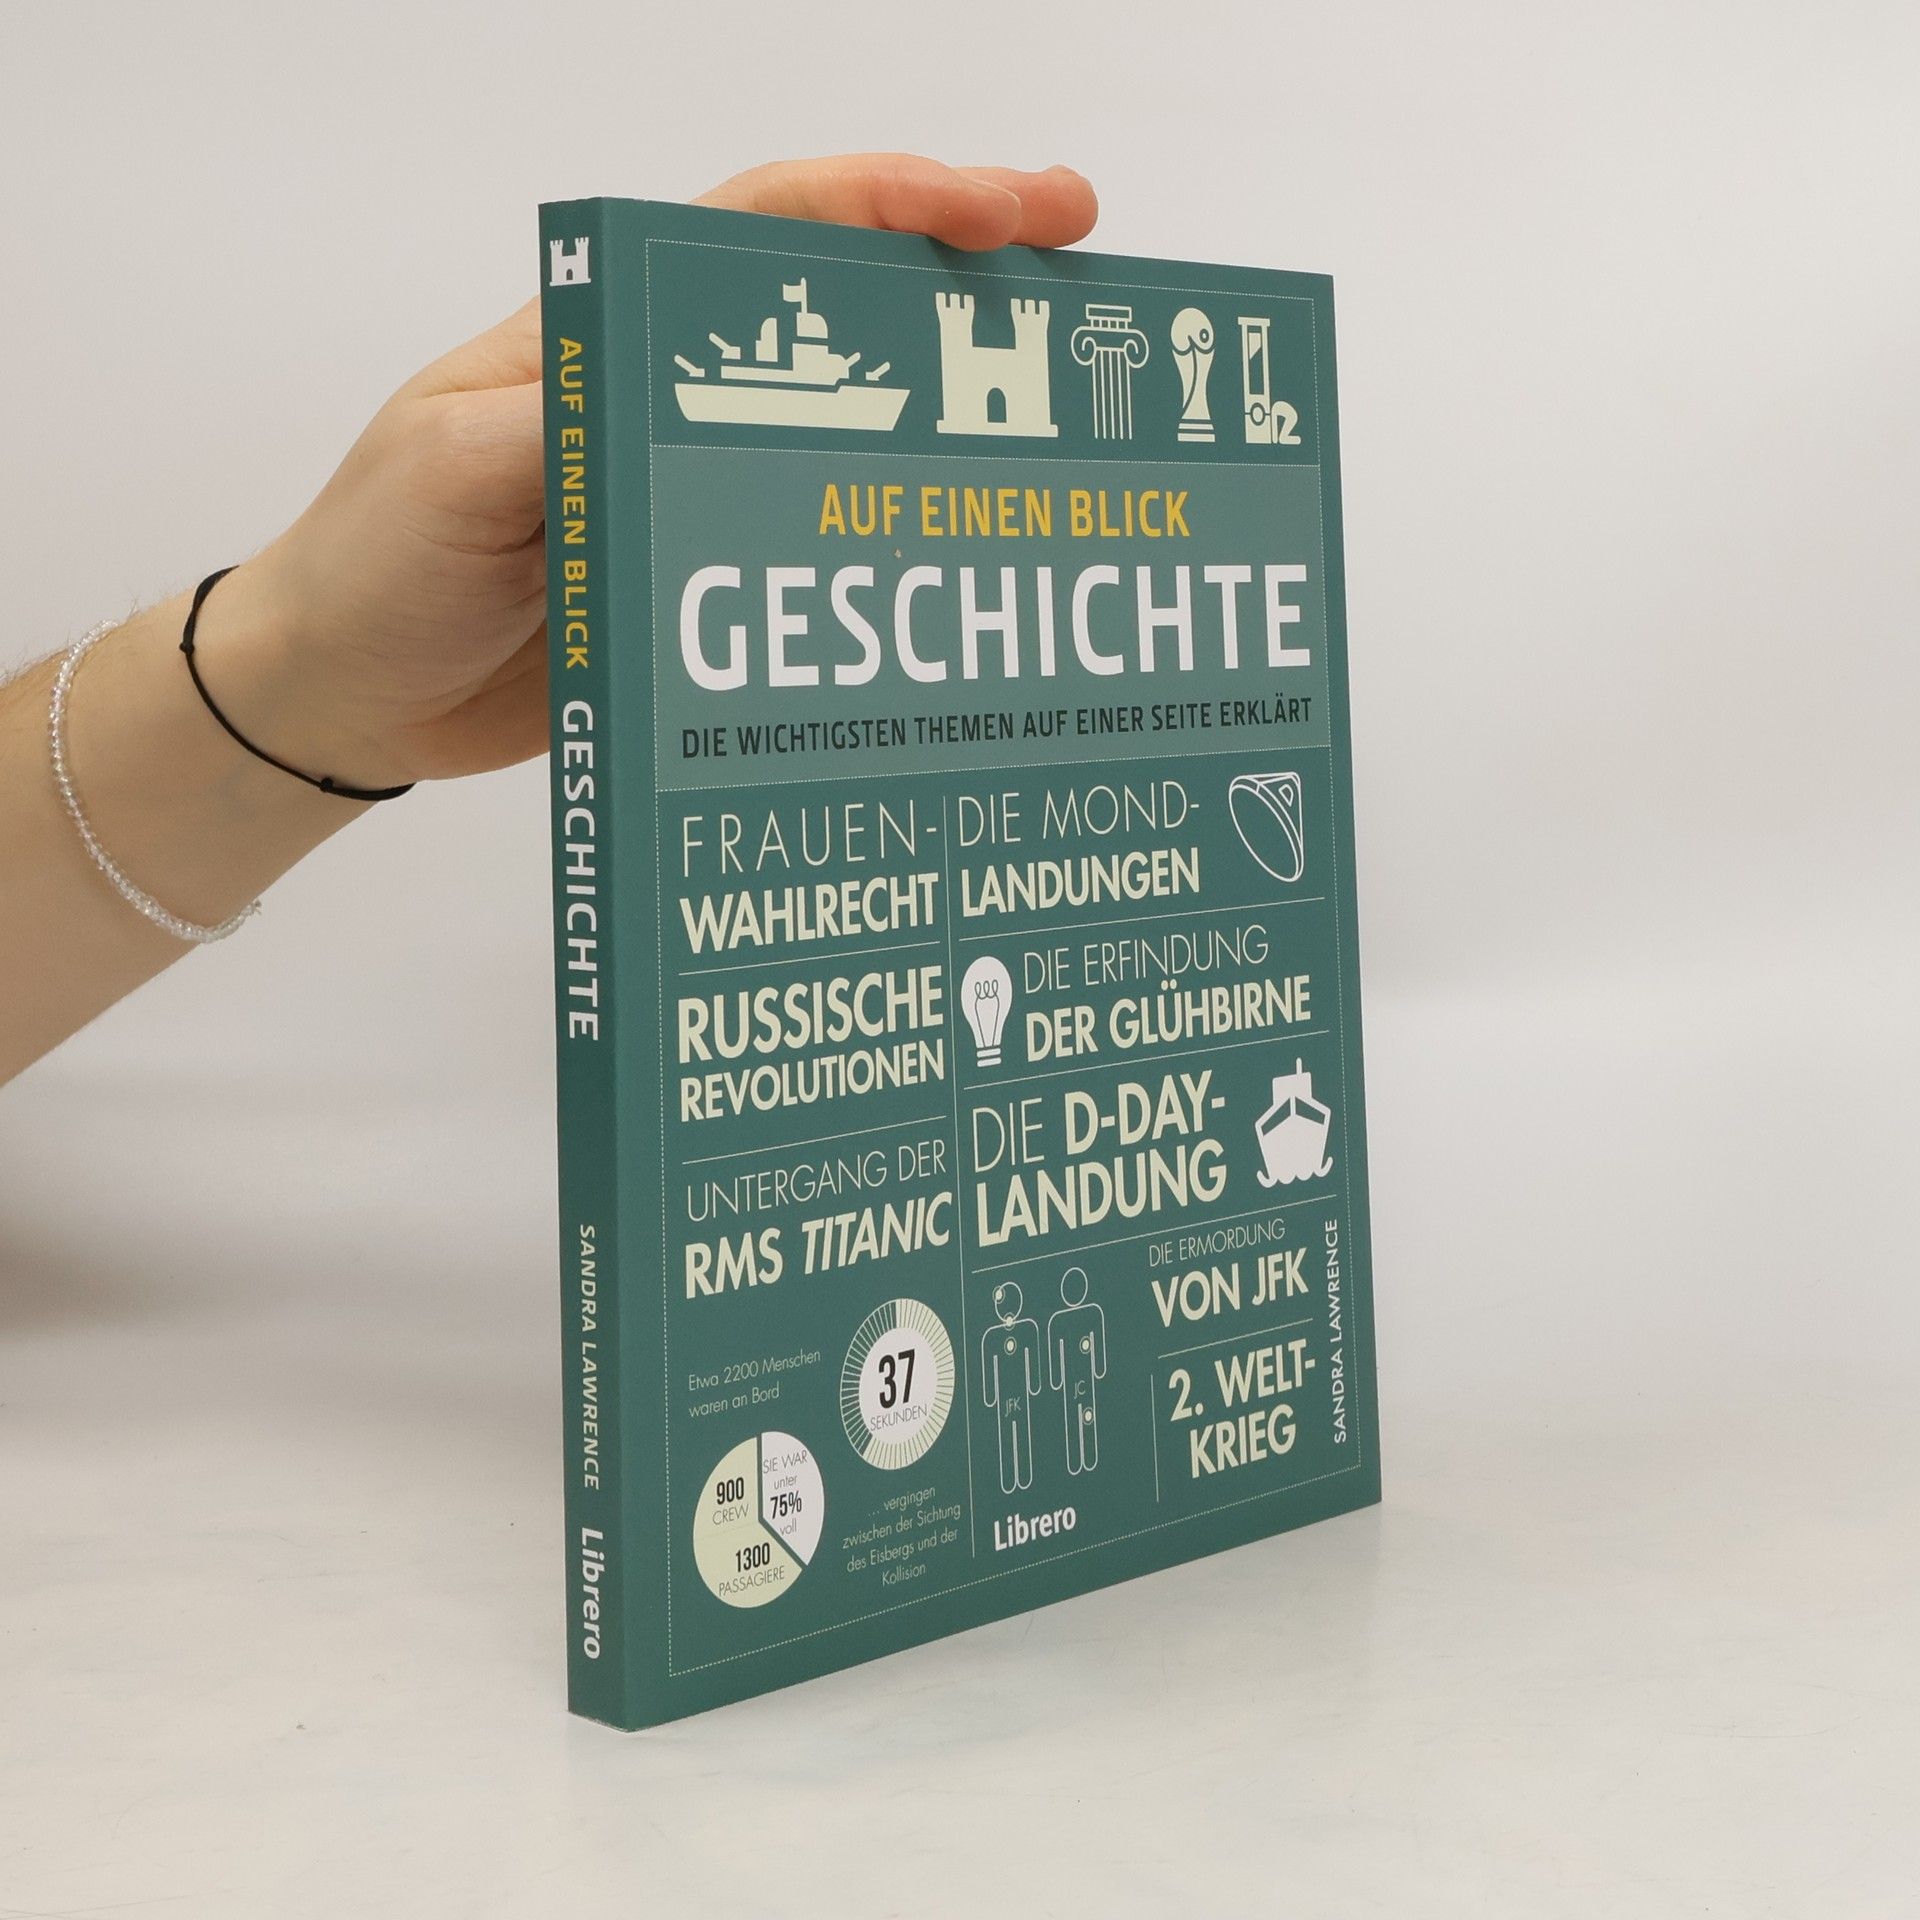 AUF EINEN BLICK GESCHICHTE
SANDRA LAWRENCE
Librero
AUF EINEN BLICK
GESCHICHTE
DIE WICHTIGSTEN THEMEN AUF EINER SEITE ERKLÄRT
FRAUEN-
WAHLRECHT
RUSSISCHE
REVOLUTIONEN
UNTERGANG DER
RMS TITANIC
Etwa 2200 Menschen
waren an Bord
900
CREW
SIE WAR
unter
75%
voll
1300
PASSAGIERE
37
SEKUNDEN
... vergingen
zwischen der Sichtung
des Eisbergs und der
Kollision
DIE MOND-
LANDUNGEN
DIE ERFINDUNG
DER GLÜHBIRNE
DIE D-DAY-
LANDUNG
DIE ERMORDUNG
VON JFK
JFK
JC
2. WELT-
KRIEG
Librero
SANDRA LAWRENCE